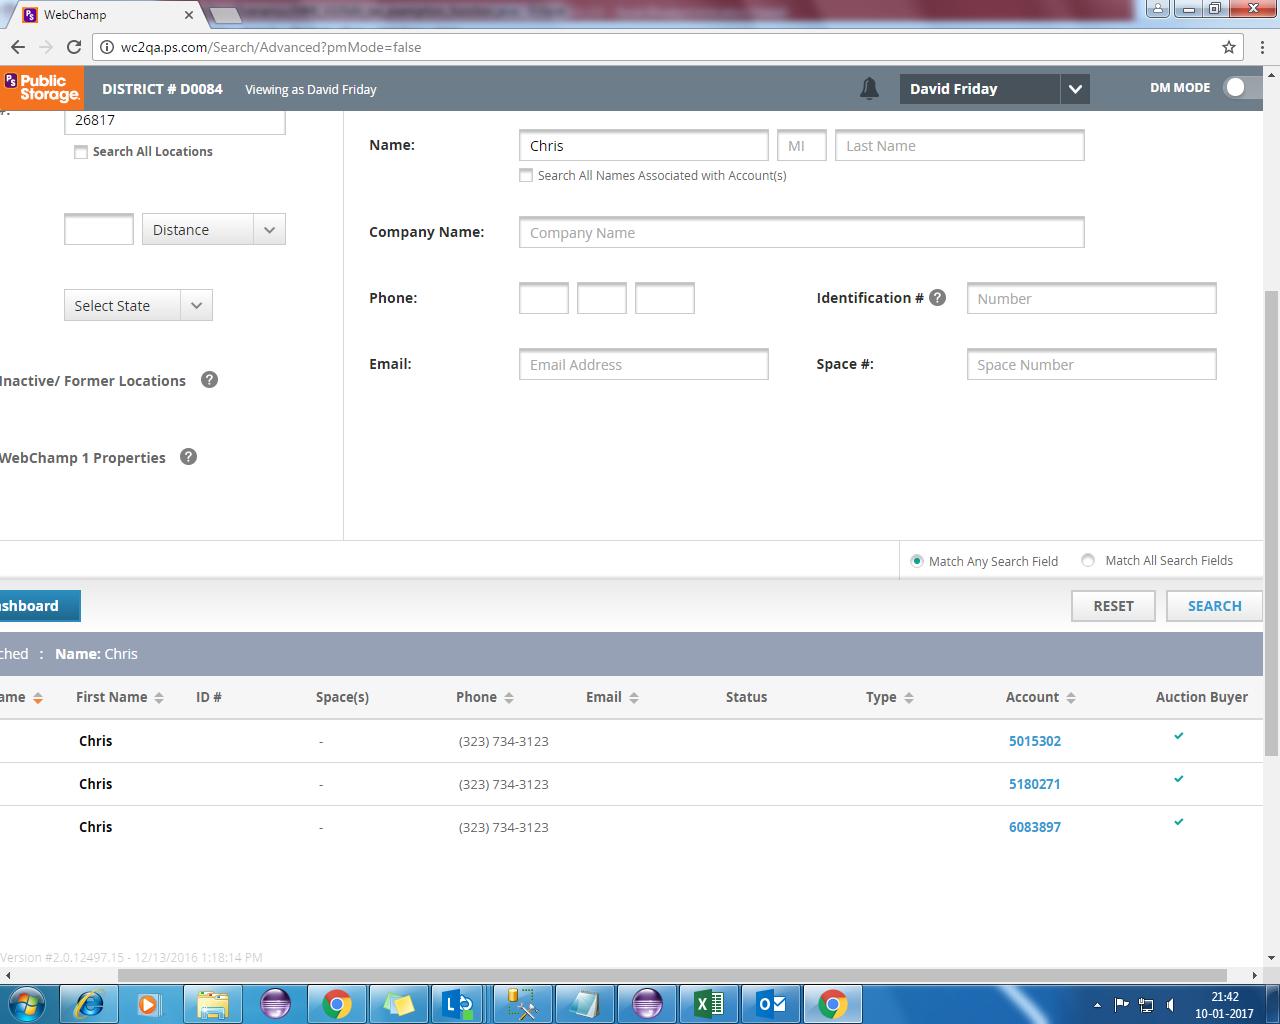 WebChamp
wc2qa.ps.com/Search/Advanced?pmMode=false
PS Public Storage. DISTRICT # D0084 Viewing as David Friday David Friday DM MODE
26817
Search All Locations
Name: Chris MI Last Name
Search All Names Associated with Account(s)
Distance Company Name: Company Name
Select State Phone: Identification # ? Number
Email: Email Address Space #: Space Number
Inactive/ Former Locations ?
WebChamp 1 Properties ?
Match Any Search Field Match All Search Fields
ashboard RESET SEARCH
ched : Name: Chris
ame First Name ID # Space(s) Phone Email Status Type Account Auction Buyer
Chris - (323) 734-3123 5015302
Chris - (323) 734-3123 5180271
Chris - (323) 734-3123 6083897
Version #2.0.12497.15 - 12/13/2016 1:18:14 PM
21:42
10-01-2017